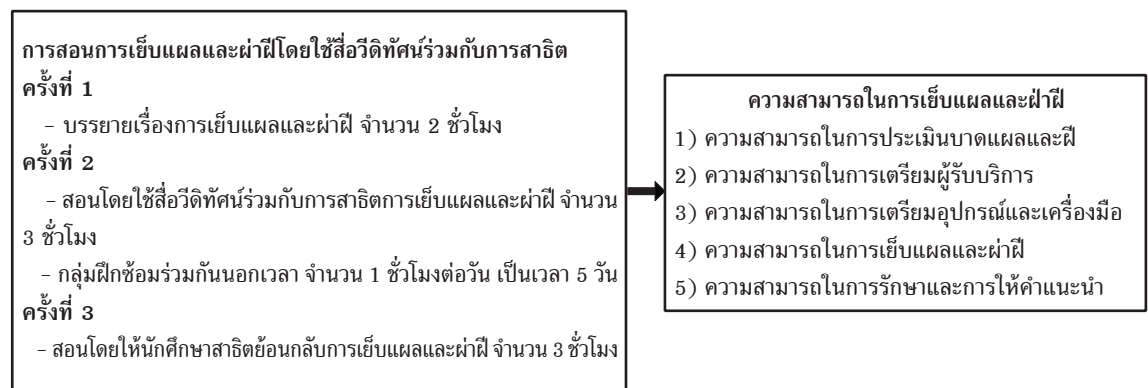 การสอนการเย็บแผลและผ่าฝีโดยใช้สื่อวีดิทัศน์ร่วมกับการสาธิต
ครั้งที่ 1
- บรรยายเรื่องการเย็บแผลและผ่าฝี จำนวน 2 ชั่วโมง
ครั้งที่ 2
- สอนโดยใช้สื่อวีดิทัศน์ร่วมกับการสาธิตการเย็บแผลและผ่าฝี จำนวน
3 ชั่วโมง
- กลุ่มฝึกซ้อมร่วมกันนอกเวลา จำนวน 1 ชั่วโมงต่อวัน เป็นเวลา 5 วัน
ครั้งที่ 3
- สอนโดยให้นักศึกษาสาธิตย้อนกลับการเย็บแผลและผ่าฝี จำนวน 3 ชั่วโมง
ความสามารถในการเย็บแผลและฝ่าฝี
1) ความสามารถในการประเมินบาดแผลและฝี
2) ความสามารถในการเตรียมผู้รับบริการ
3) ความสามารถในการเตรียมอุปกรณ์และเครื่องมือ
4) ความสามารถในการเย็บแผลและผ่าฝี
5) ความสามารถในการรักษาและการให้คำแนะนำ